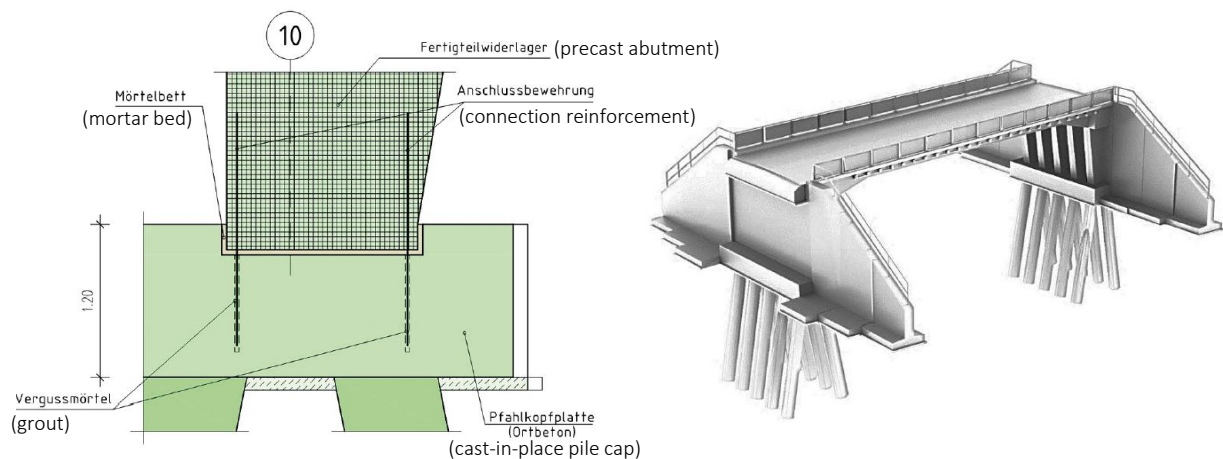 10
Fertigteilwiderlager (precast abutment)
Mörtelbett
(mortar bed)
Anschlussbewehrung
(connection reinforcement)
1.20
Vergussmörtel
(grout)
Pfahlkopfplatte
(Ortbeton)
(cast-in-place pile cap)